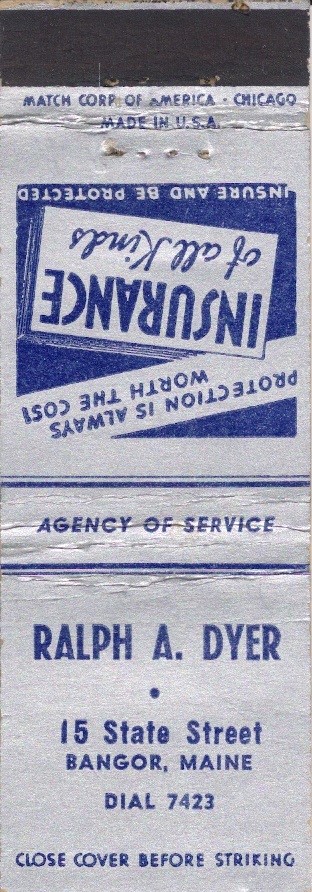 MATCH CORP. OF AMERICA · CHICAGO
MADE IN U.S.A.
PROTECTION IS ALWAYS
WORTH THE COST
INSURANCE
of all Kinds
INSURE AND BE PROTECTED
AGENCY OF SERVICE
RALPH A. DYER
•
15 State Street
BANGOR, MAINE
DIAL 7423
CLOSE COVER BEFORE STRIKING